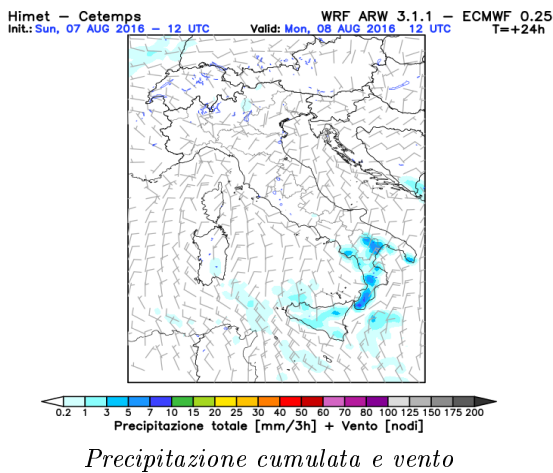 Himet – Cetemps WRF ARW 3.1.1 – ECMWF 0.25
Init.: Sun, 07 AUG 2016 – 12 UTC Valid: Mon, 08 AUG 2016 12 UTC T=+24h
0.2 1 3 5 7 10 15 20 25 30 40 50 60 70 80 100 125 150 175 200
Precipitazione totale [mm/3h] + Vento [nodi]
Precipitazione cumulata e vento